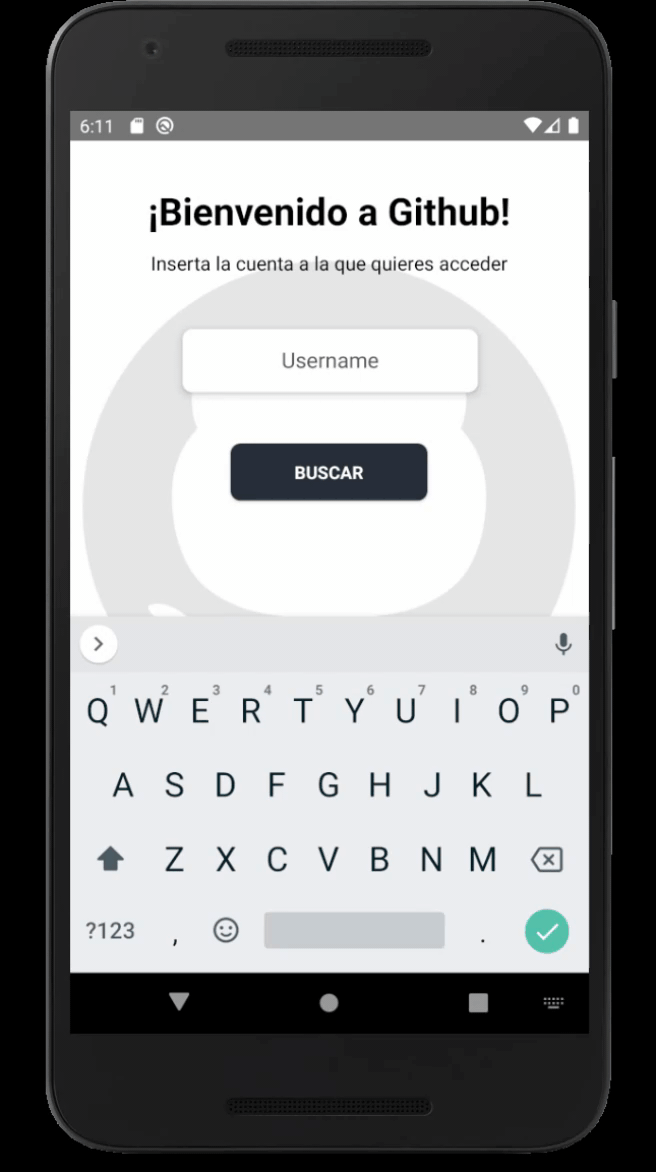 6:11
¡Bienvenido a Github!
Inserta la cuenta a la que quieres acceder
Username
BUSCAR
1 2 3 4 5 6 7 8 9 0
Q W E R T Y U I O P
A S D F G H J K L
Z X C V B N M
?123 , .